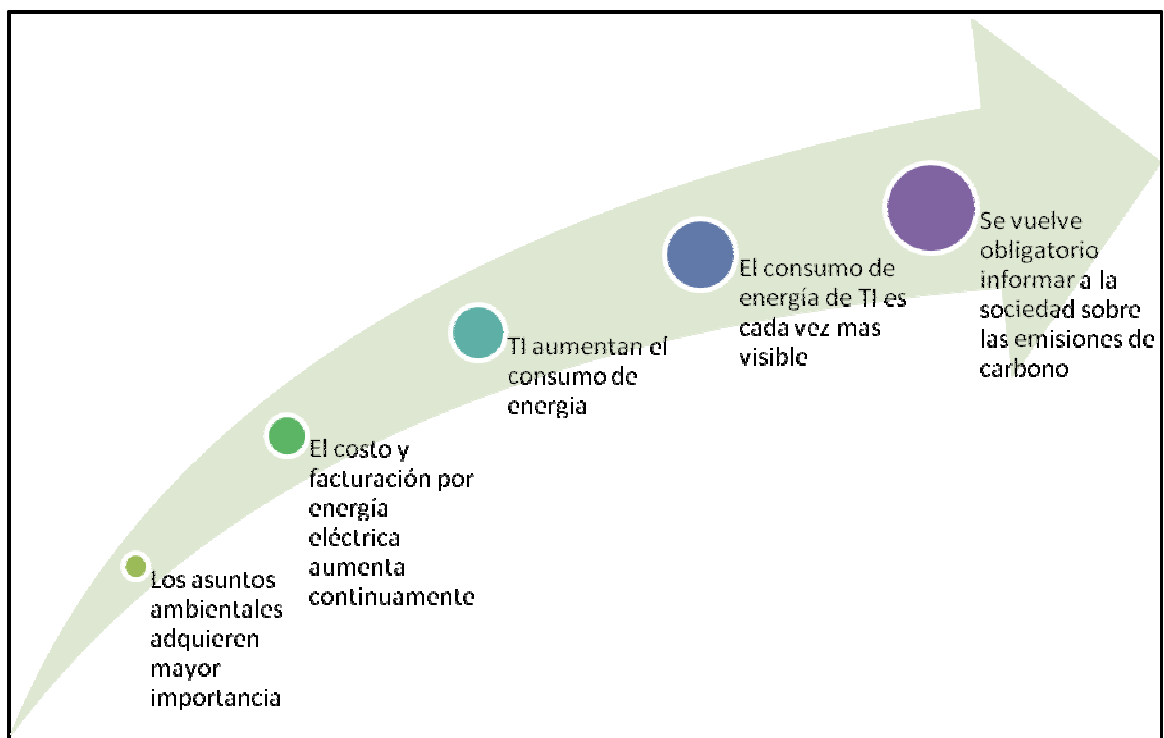 Los asuntos
ambientales
adquieren
mayor
importancia
El costo y
facturación por
energía
eléctrica
aumenta
continuamente
TI aumentan el
consumo de
energia
El consumo de
energía de TI es
cada vez mas
visible
Se vuelve
obligatorio
informar a la
sociedad sobre
las emisiones de
carbono